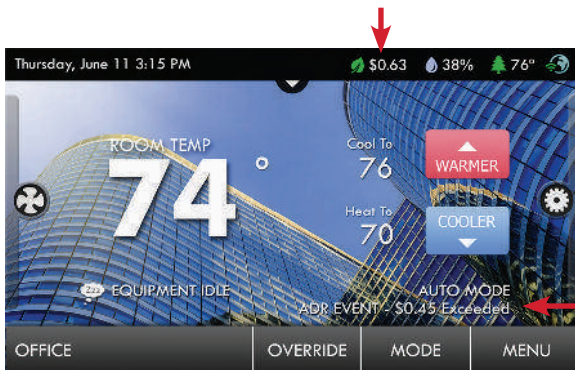 Thursday, June 11 3:15 PM $0.63 38% 76°
ROOM TEMP
74°
Cool To
76
WARMER
Heat To
70
COOLER
zzz EQUIPMENT IDLE
AUTO MODE
ADR EVENT - $0.45 Exceeded
OFFICE OVERRIDE MODE MENU